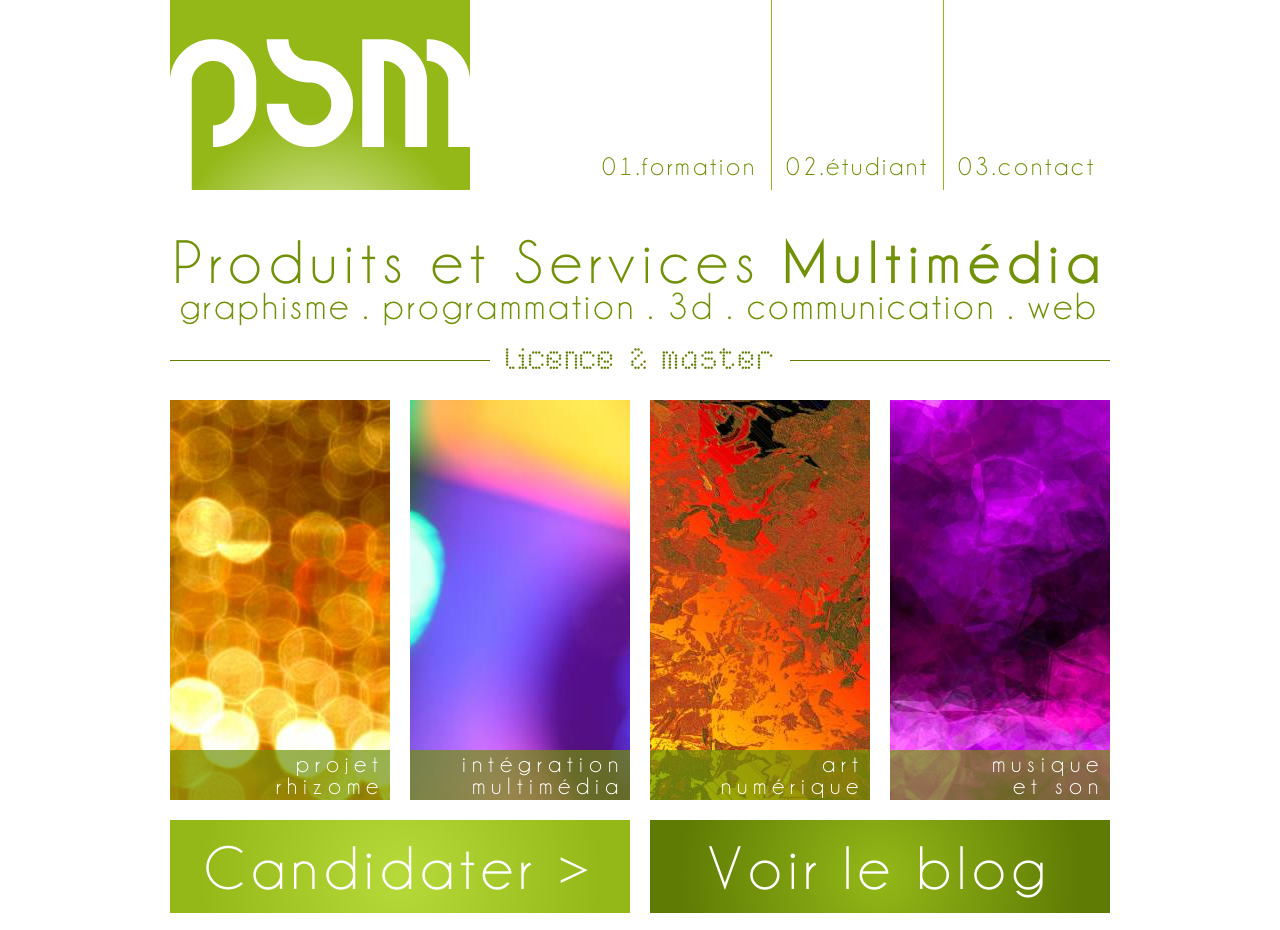 psm
01.formation
02.étudiant
03.contact
Produits et Services Multimédia
graphisme . programmation . 3d . communication . web
licence & master
projet
rhizome
intégration
multimédia
art
numérique
musique
et son
Candidater >
Voir le blog